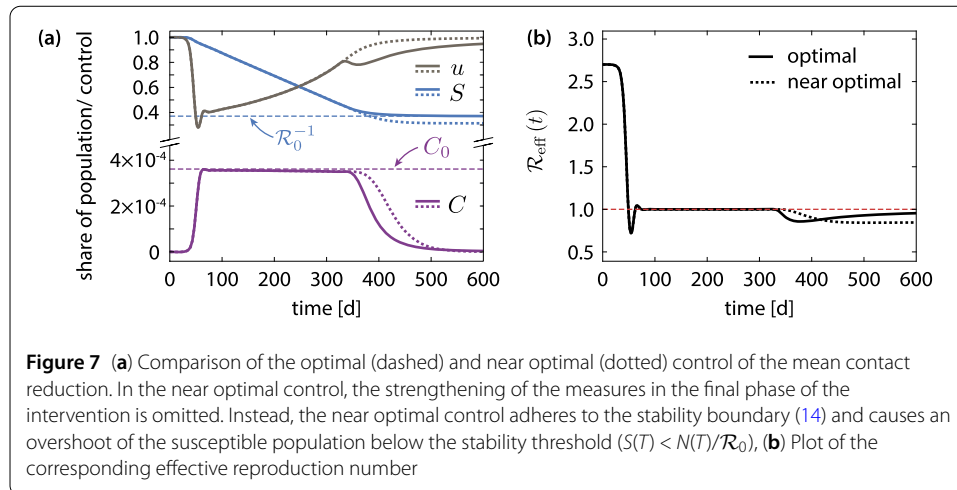 (a)
share of population/ control
1.0
0.8
0.6
0.4
4×10⁻⁴
2×10⁻⁴
0
u
S
R₀⁻¹
C₀
C
0 100 200 300 400 500 600
time [d]
(b)
R_eff (t)
3.0
2.5
2.0
1.5
1.0
0.5
optimal
near optimal
0 100 200 300 400 500 600
time [d]
Figure 7 (a) Comparison of the optimal (dashed) and near optimal (dotted) control of the mean contact
reduction. In the near optimal control, the strengthening of the measures in the final phase of the
intervention is omitted. Instead, the near optimal control adheres to the stability boundary (14) and causes an
overshoot of the susceptible population below the stability threshold (S(T) < N(T)/R₀), (b) Plot of the
corresponding effective reproduction number